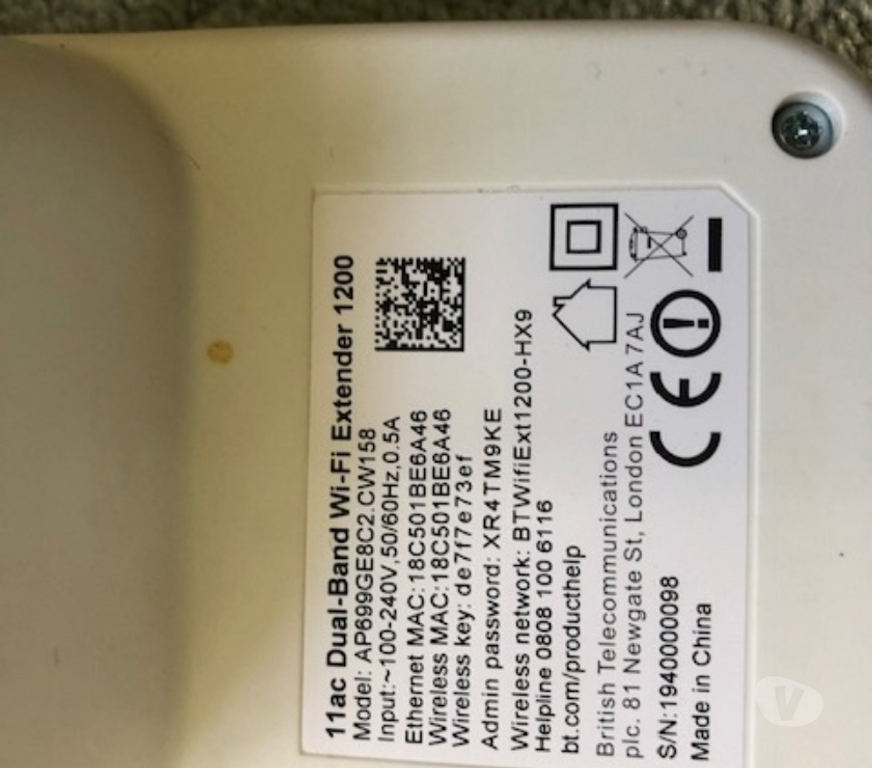 11ac Dual-Band Wi-Fi Extender 1200
Model: AP699GE8C2.CW158
Input:~100-240V,50/60Hz,0.5A
Ethernet MAC:18C501BE6A46
Wireless MAC:18C501BE6A46
Wireless key: de7f7e73ef
Admin password: XR4TM9KE
Wireless network: BTWifiExt1200-HX9
Helpline 0808 100 6116
bt.com/producthelp
British Telecommunications
plc. 81 Newgate St, London EC1A 7AJ
S/N:1940000098
Made in China
CE
V